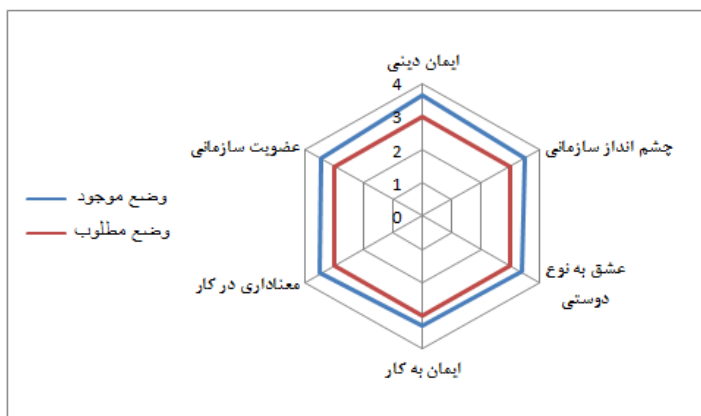 ایمان دینی
4
3
2
1
0
چشم انداز سازمانی
عشق به نوع
دوستی
ایمان به کار
معناداری در کار
عضویت سازمانی
وضع موجود
وضع مطلوب